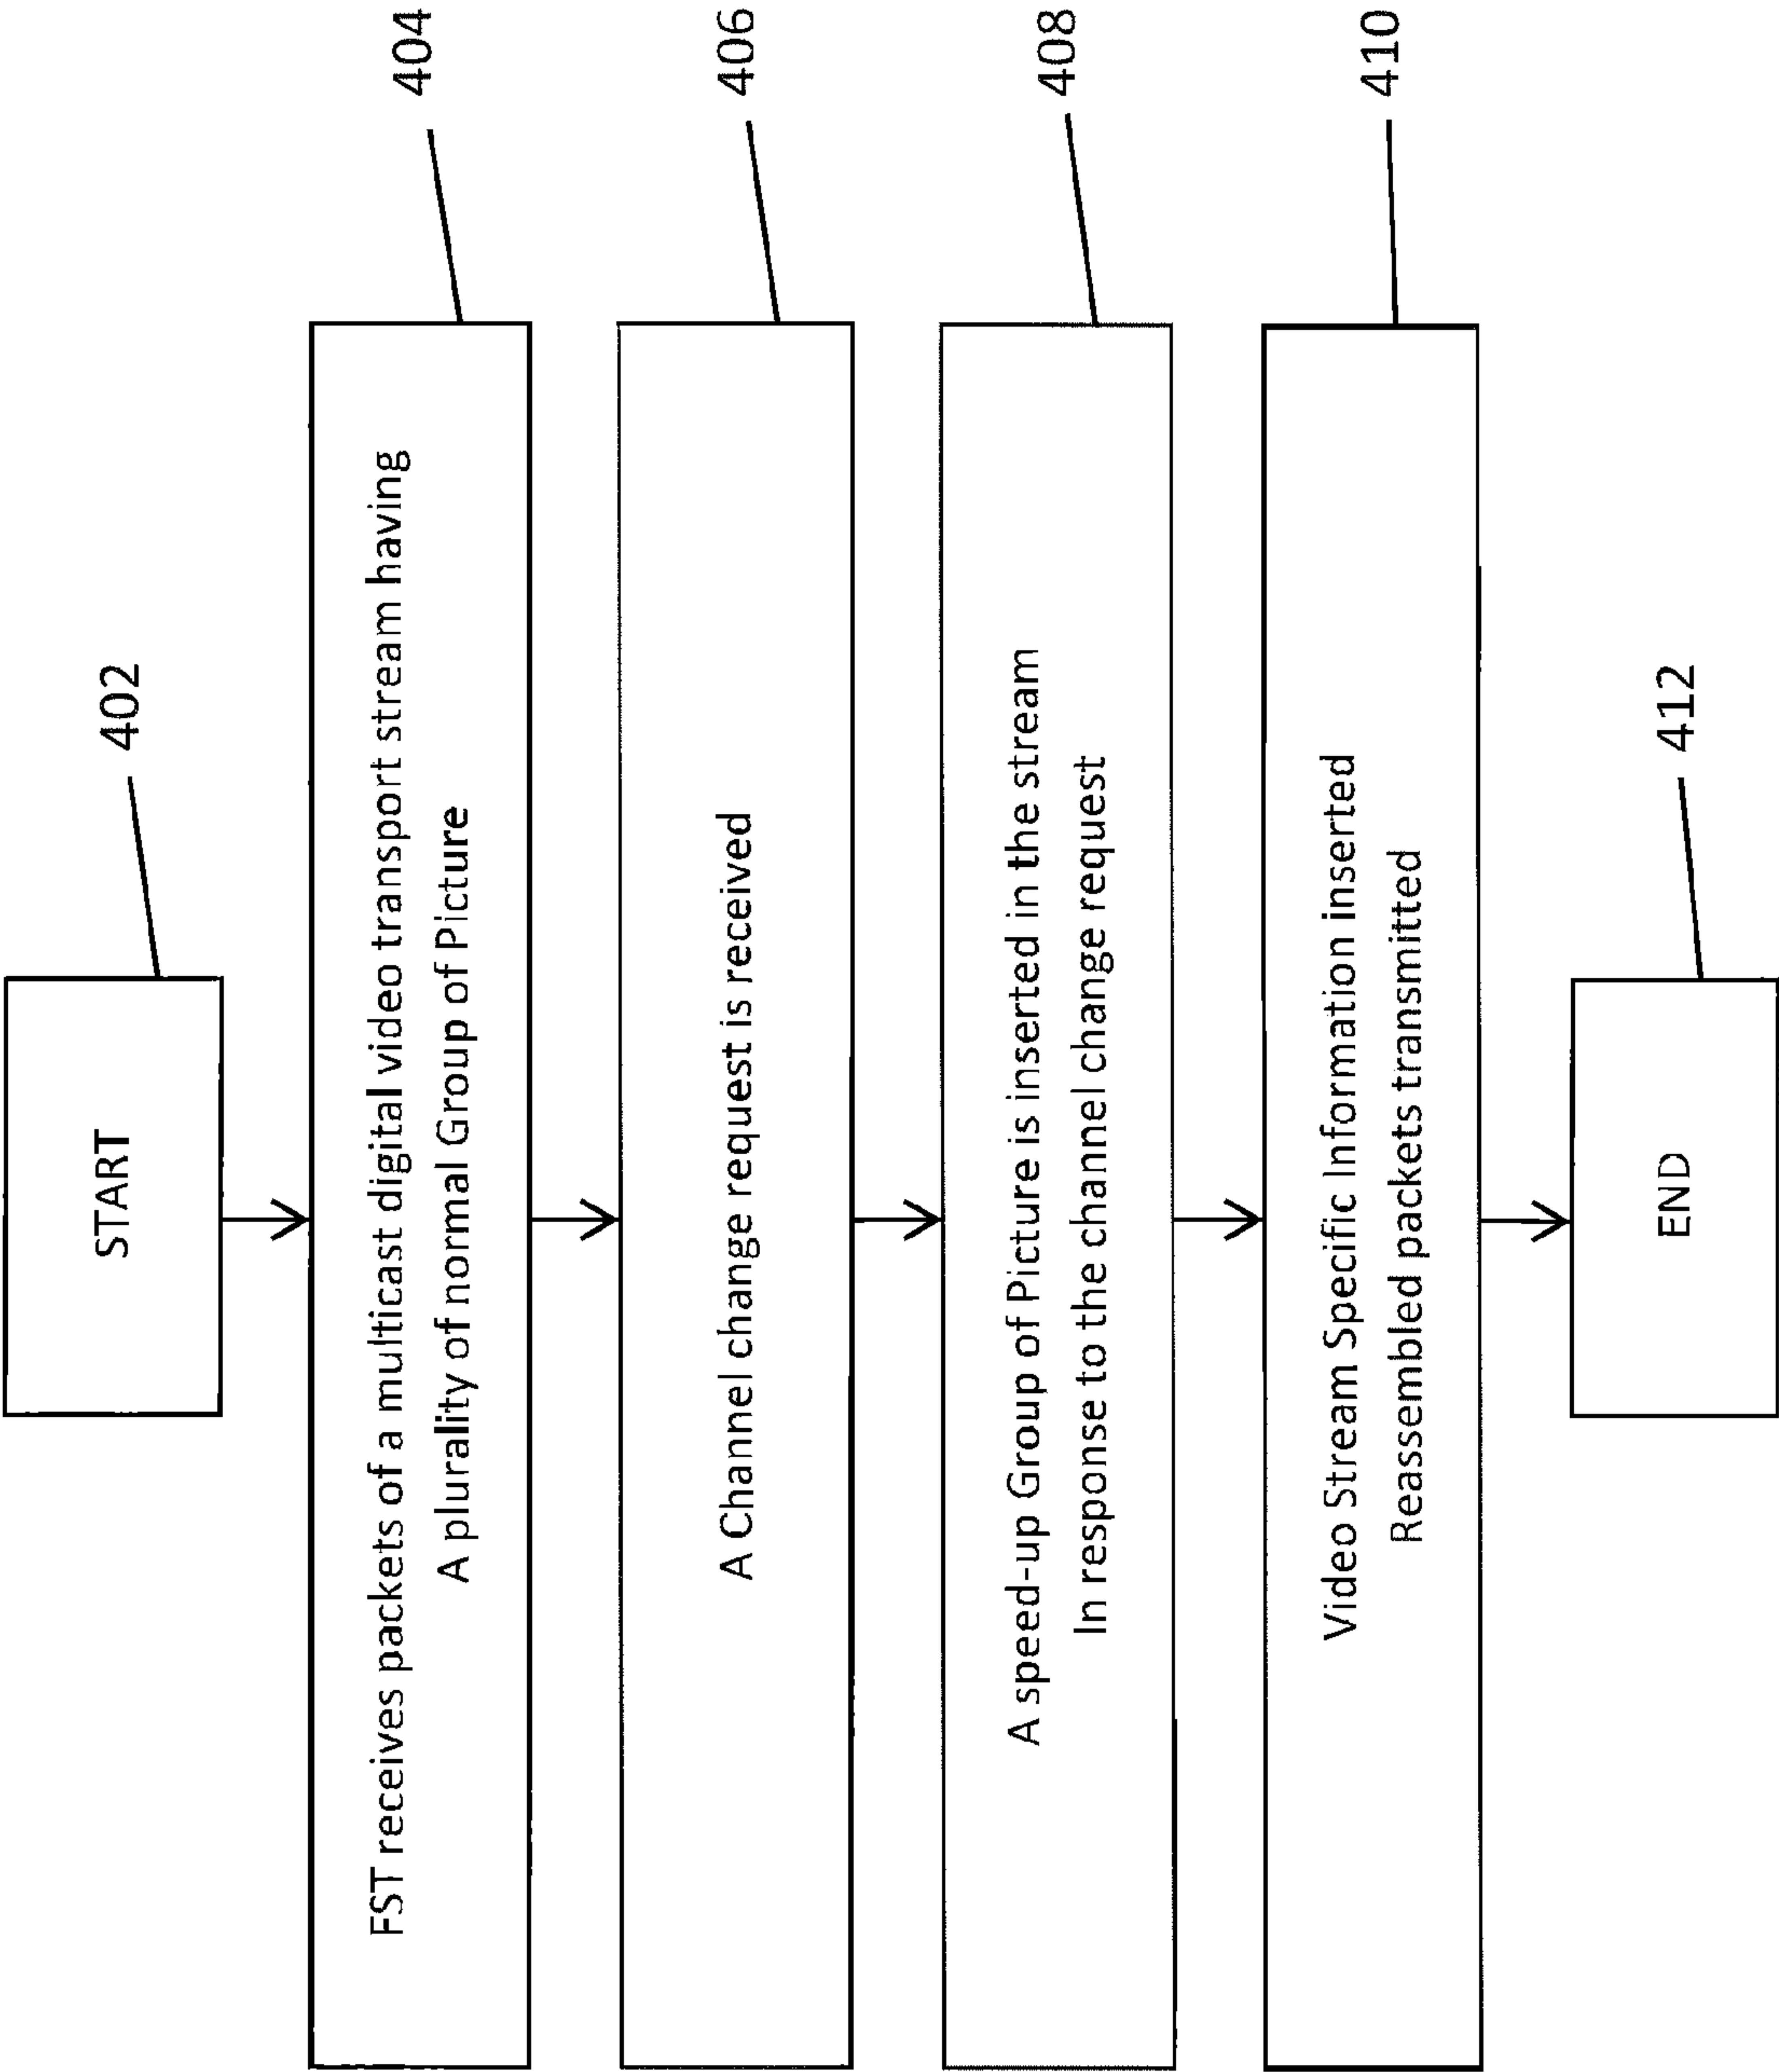 START
402
FST receives packets of a multicast digital video transport stream having
A plurality of normal Group of Picture
404
A Channel change request is received
406
A speed-up Group of Picture is inserted in the stream
In response to the channel change request
408
Video Stream Specific Information inserted
Reassembled packets transmitted
410
END
412